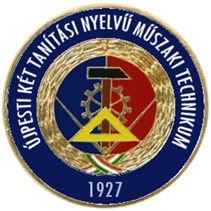 ÚJPESTI KÉT TANÍTÁSI NYELVŰ MŰSZAKI TECHNIKUM
1927